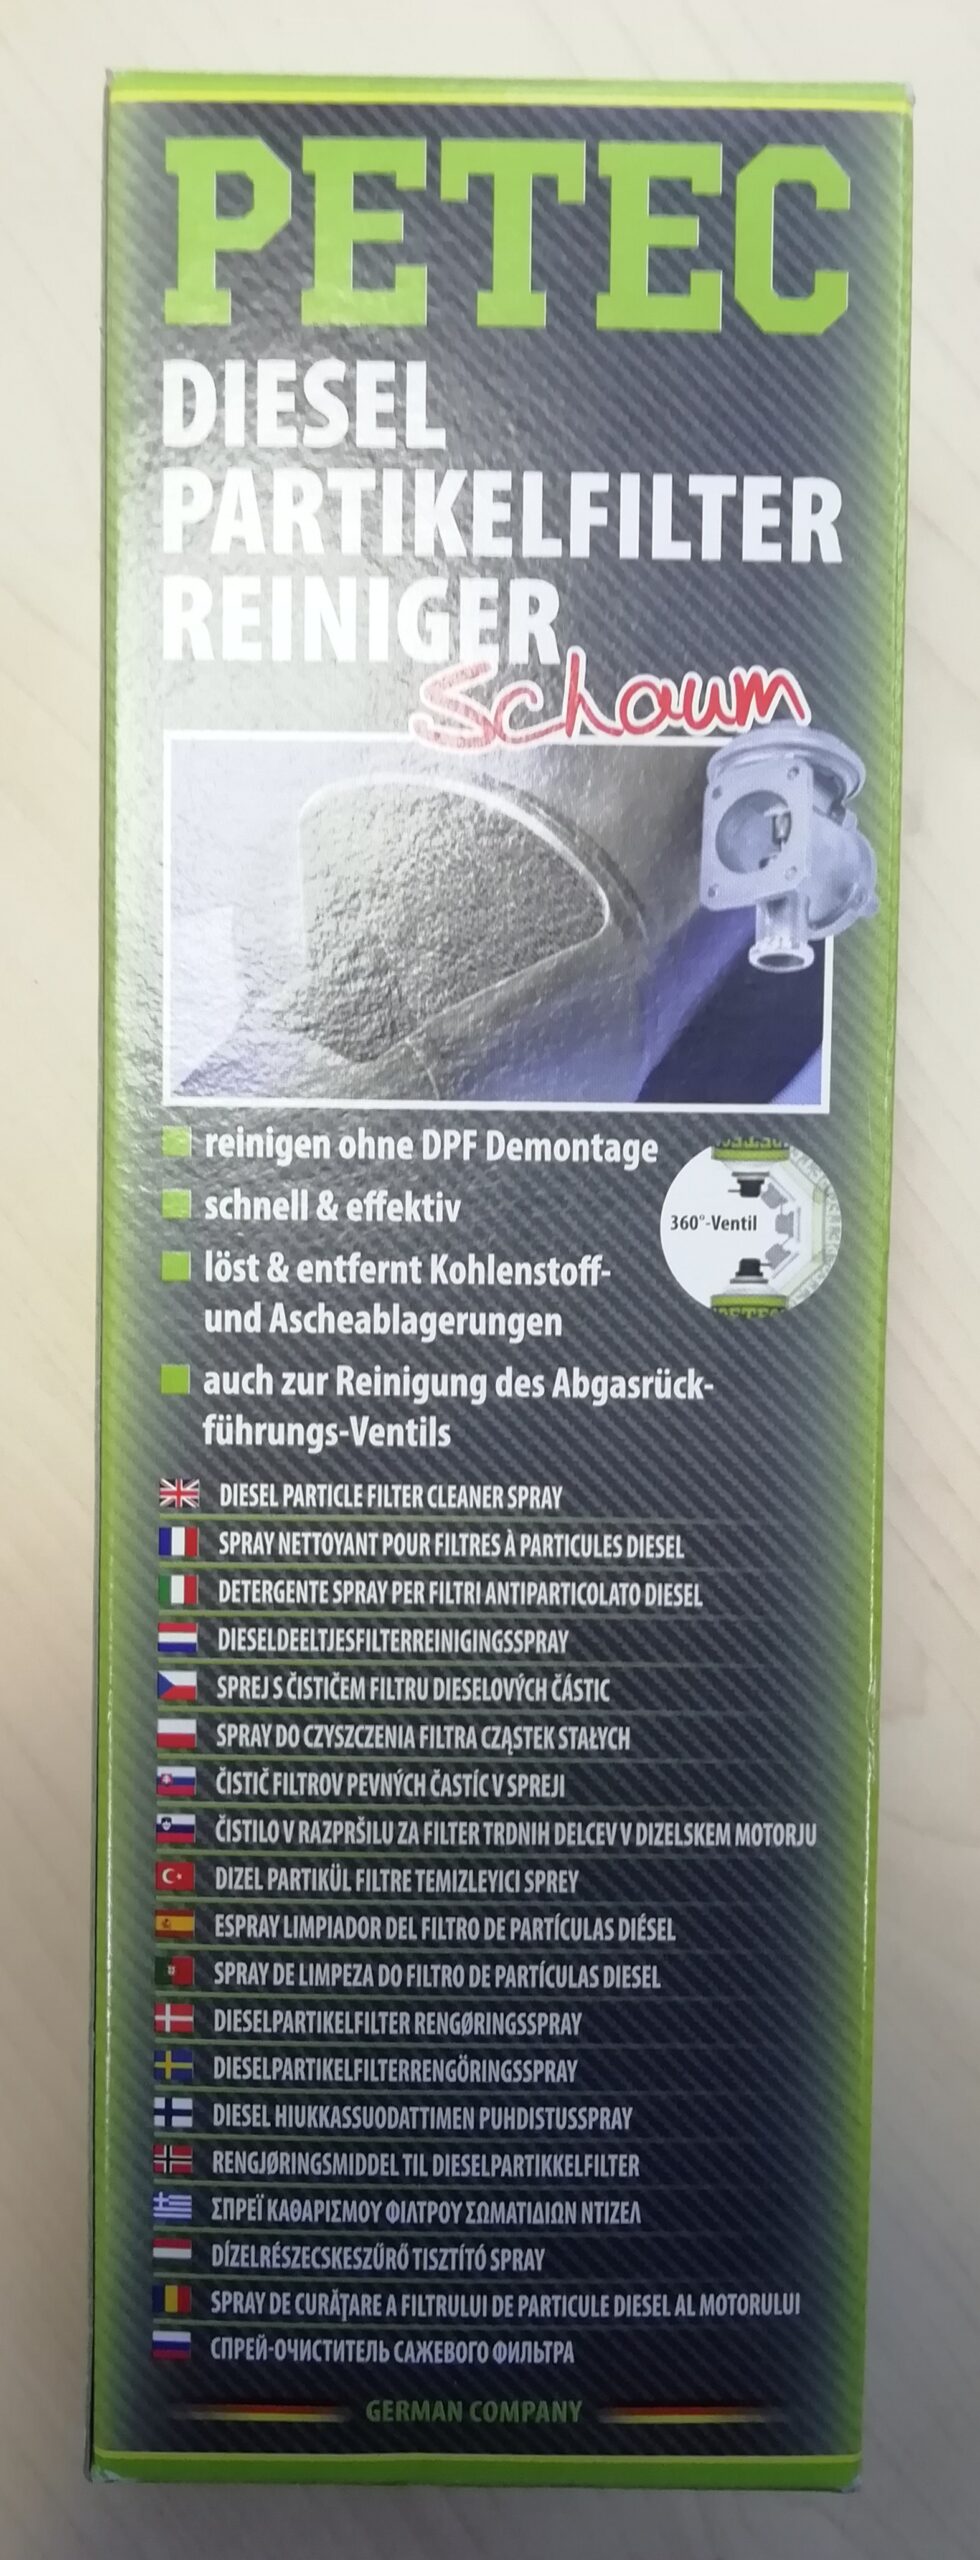 PETEC
DIESEL
PARTIKELFILTER
REINIGER
Schaum
reinigen ohne DPF Demontage
schnell & effektiv
löst & entfernt Kohlenstoff-
und Ascheablagerungen
auch zur Reinigung des Abgasrück-
führungs-Ventils
360°-Ventil
DIESEL PARTICLE FILTER CLEANER SPRAY
SPRAY NETTOYANT POUR FILTRES À PARTICULES DIESEL
DETERGENTE SPRAY PER FILTRI ANTIPARTICOLATO DIESEL
DIESELDEELTJESFILTERREINIGINGSSPRAY
SPREJ S ČISTIČEM FILTRU DIESELOVÝCH ČÁSTIC
SPRAY DO CZYSZCZENIA FILTRA CZĄSTEK STAŁYCH
ČISTIČ FILTROV PEVNÝCH ČASTÍC V SPREJI
ČISTILO V RAZPRŠILU ZA FILTER TRDNIH DELCEV V DIZELSKEM MOTORJU
DIZEL PARTIKÜL FILTRE TEMIZLEYICI SPREY
ESPRAY LIMPIADOR DEL FILTRO DE PARTÍCULAS DIÉSEL
SPRAY DE LIMPEZA DO FILTRO DE PARTÍCULAS DIESEL
DIESELPARTIKELFILTER RENGØRINGSSPRAY
DIESELPARTIKELFILTERRENGÖRINGSSPRAY
DIESEL HIUKKASSUODATTIMEN PUHDISTUSSPRAY
RENGJØRINGSMIDDEL TIL DIESELPARTIKKELFILTER
ΣΠΡΕΪ ΚΑΘΑΡΙΣΜΟΥ ΦΙΛΤΡΟΥ ΣΩΜΑΤΙΔΙΩΝ ΝΤΙΖΕΛ
DÍZELRÉSZECSKESZŰRŐ TISZTÍTÓ SPRAY
SPRAY DE CURĂŢARE A FILTRULUI DE PARTICULE DIESEL AL MOTORULUI
СПРЕЙ-ОЧИСТИТЕЛЬ САЖЕВОГО ФИЛЬТРА
GERMAN COMPANY